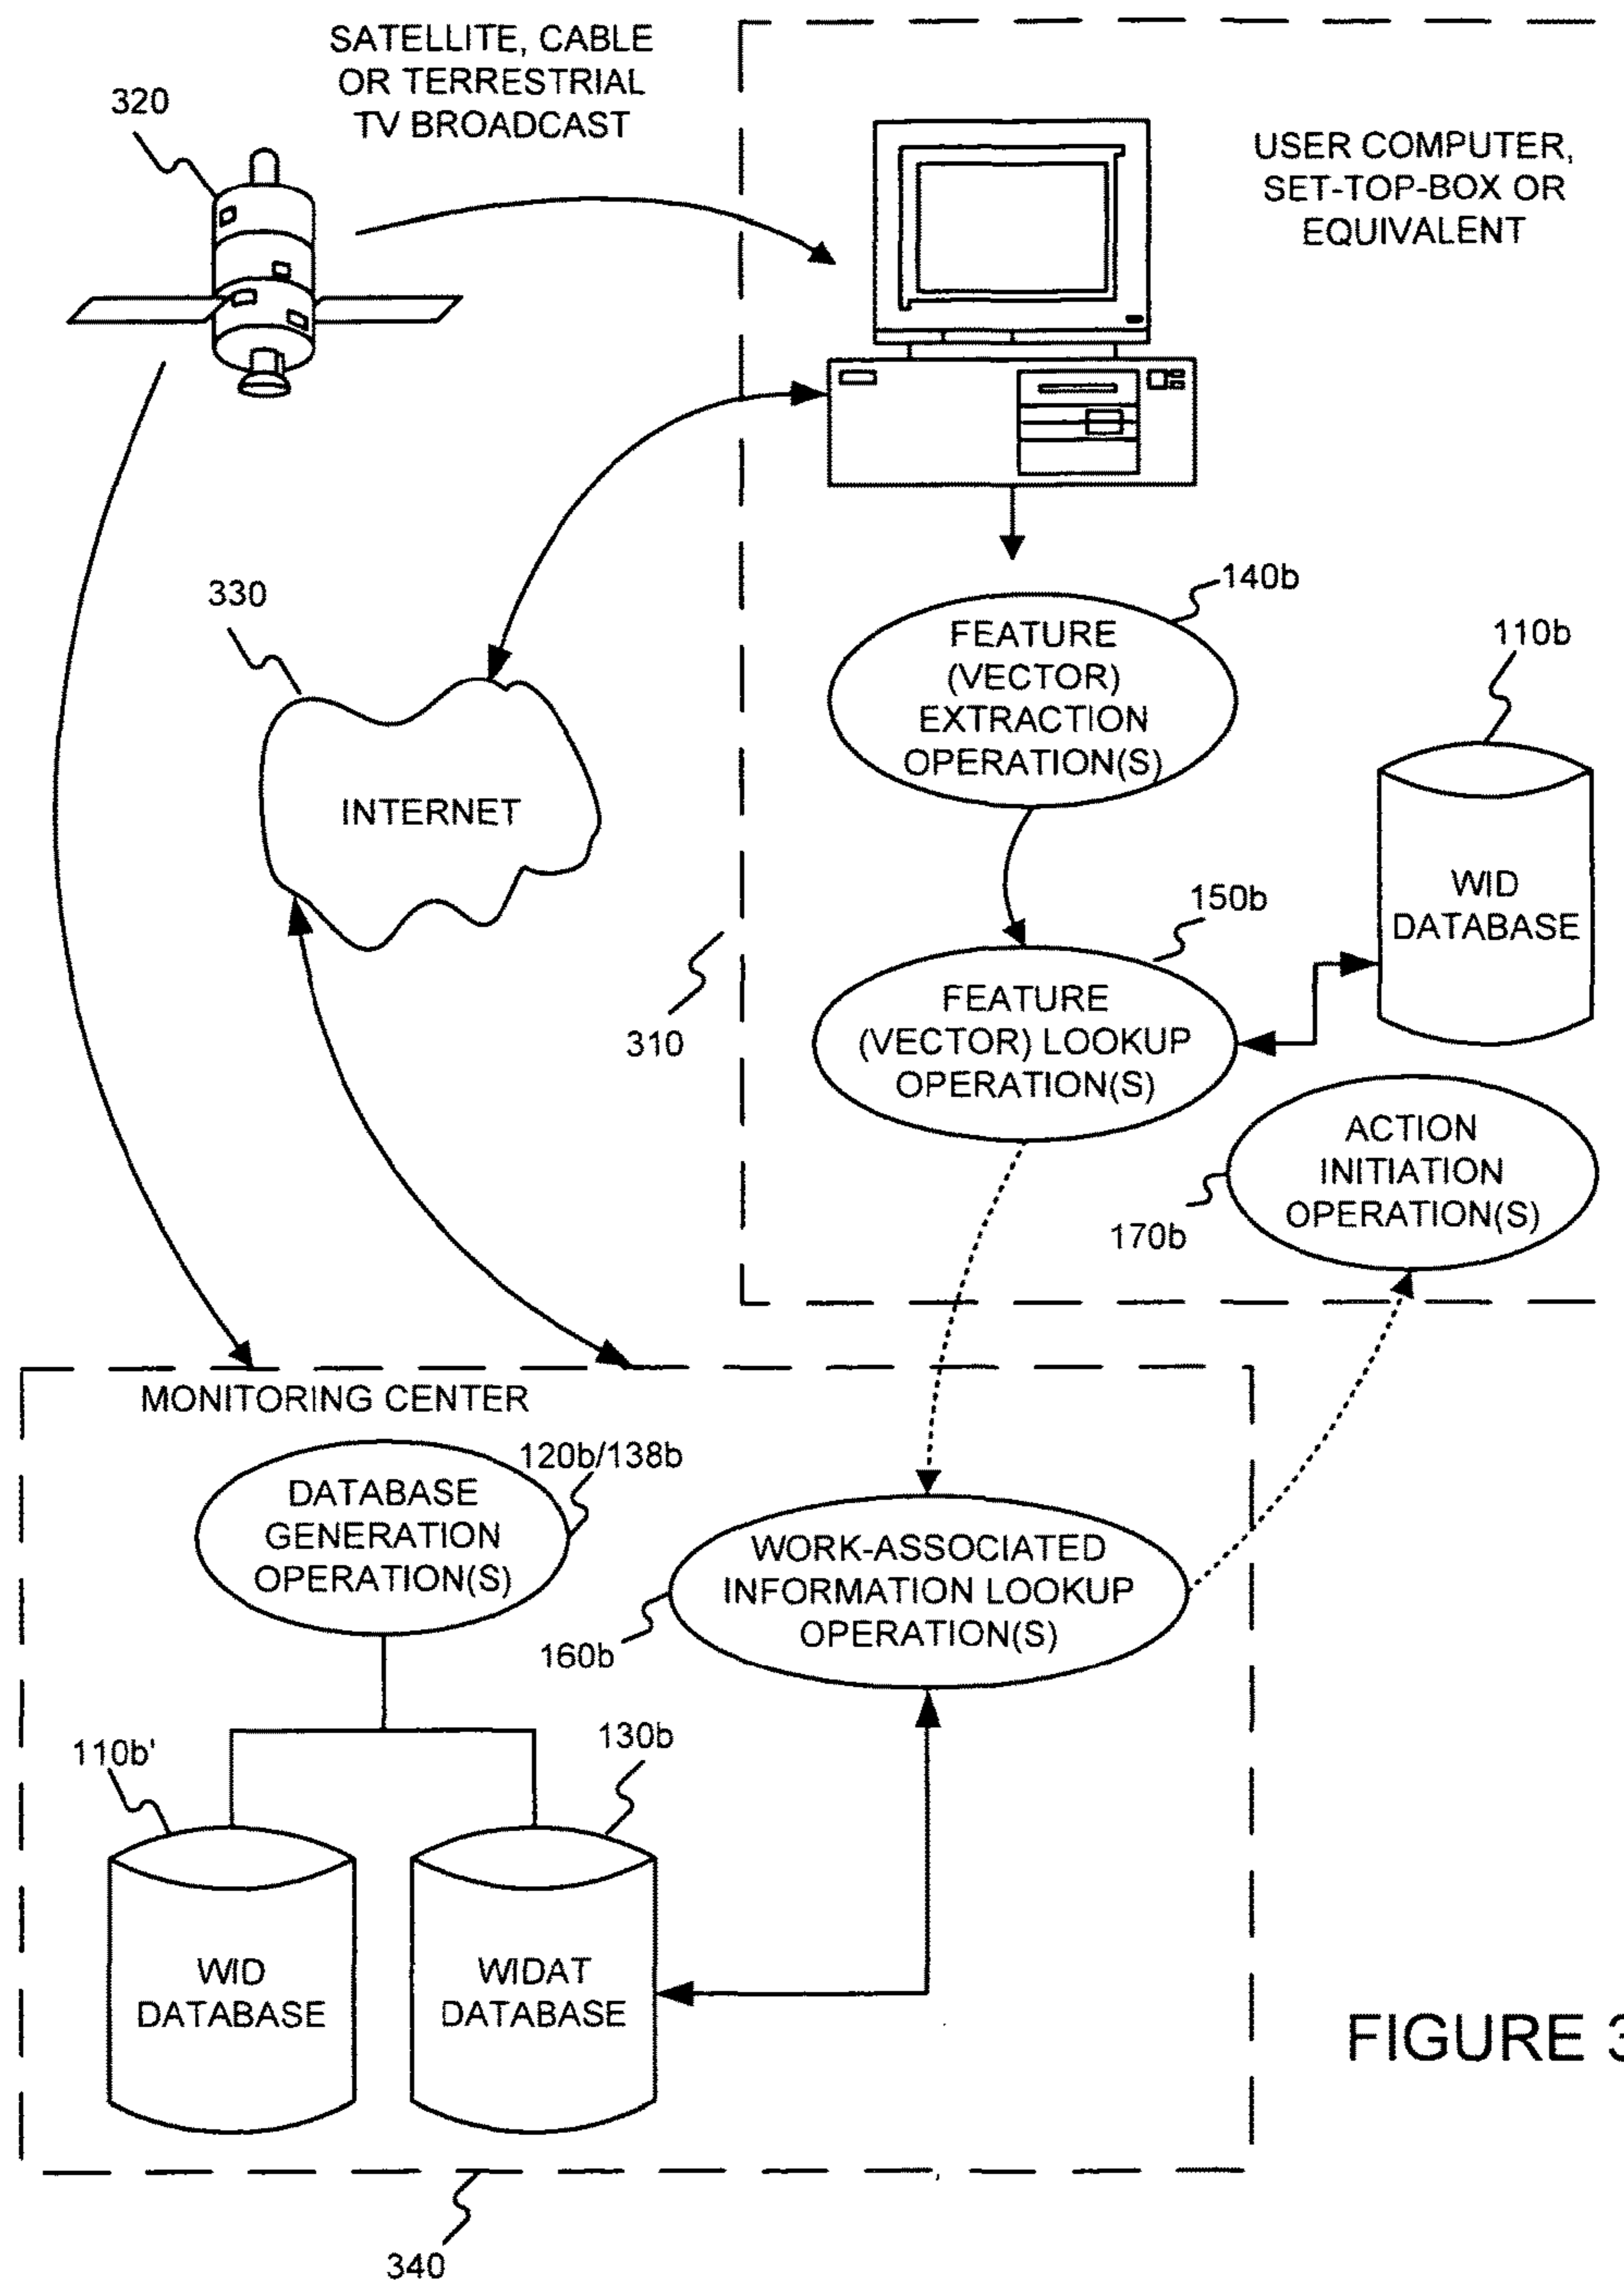 SATELLITE, CABLE
OR TERRESTRIAL
TV BROADCAST
320
USER COMPUTER,
SET-TOP-BOX OR
EQUIVALENT
330
INTERNET
140b
FEATURE
(VECTOR)
EXTRACTION
OPERATION(S)
110b
WID
DATABASE
150b
FEATURE
(VECTOR) LOOKUP
OPERATION(S)
310
ACTION
INITIATION
OPERATION(S)
170b
MONITORING CENTER
120b/138b
DATABASE
GENERATION
OPERATION(S)
WORK-ASSOCIATED
INFORMATION LOOKUP
OPERATION(S)
160b
110b'
130b
WID
DATABASE
WIDAT
DATABASE
FIGURE 3
340